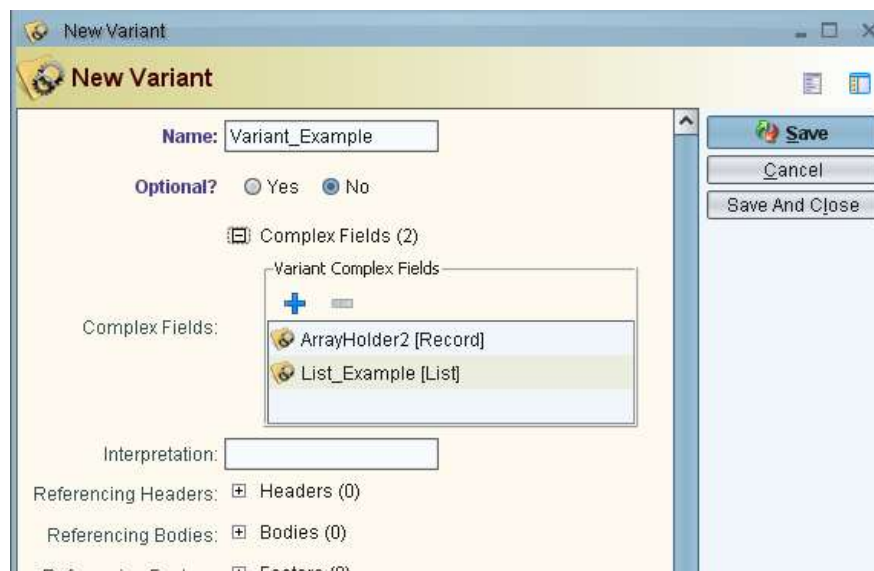 New Variant
New Variant
Name: Variant_Example
Save
Cancel
Optional? Yes No
Save And Close
Complex Fields (2)
Variant Complex Fields
Complex Fields:
ArrayHolder2 [Record]
List_Example [List]
Interpretation:
Referencing Headers: Headers (0)
Referencing Bodies: Bodies (0)